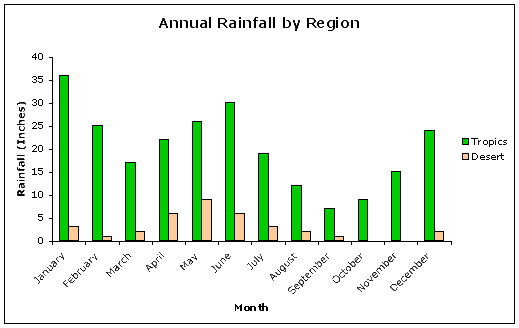 Annual Rainfall by Region
Rainfall (Inches)
40
35
30
25
20
15
10
5
0
January
February
March
April
May
June
July
August
September
October
November
December
Month
Tropics
Desert